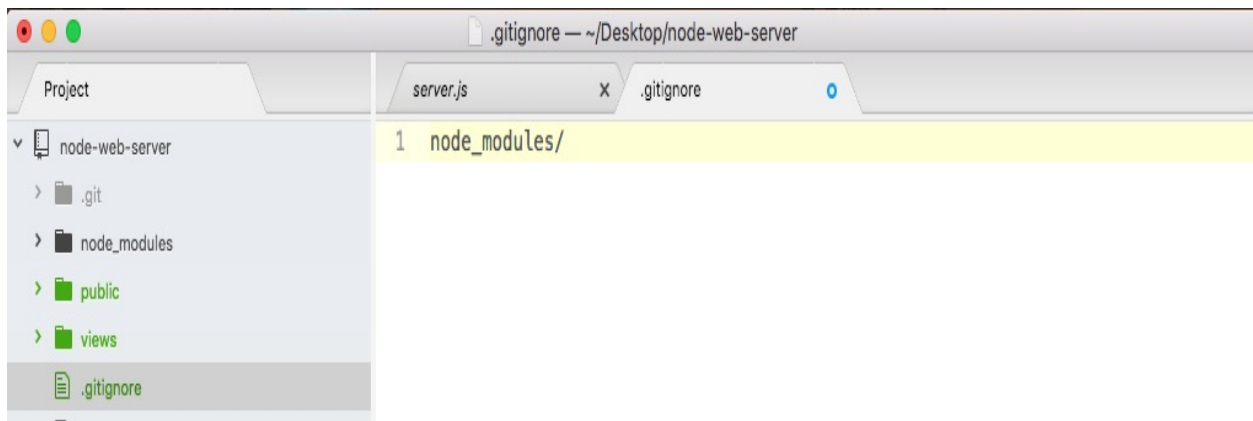 .gitignore — ~/Desktop/node-web-server
Project
server.js x .gitignore
node-web-server
1 node_modules/
.git
node_modules
public
views
.gitignore